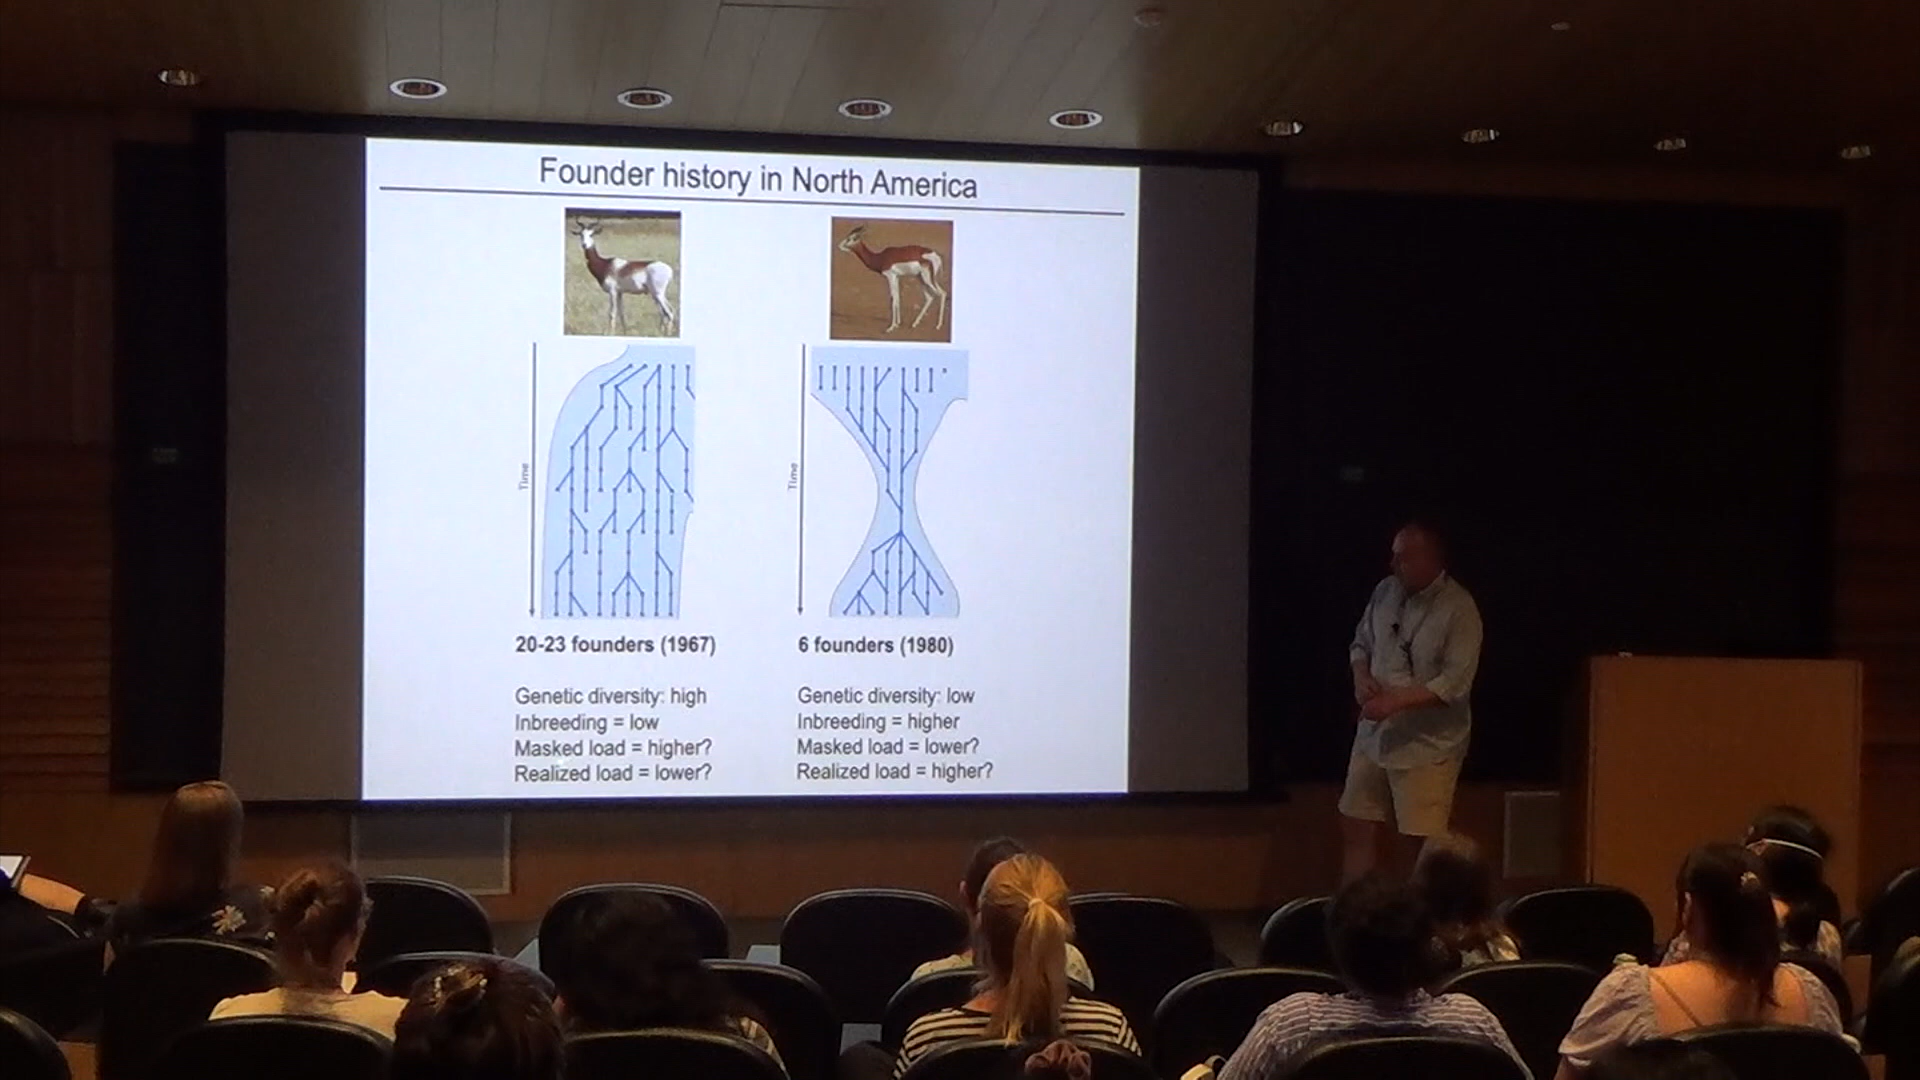 Founder history in North America
Time
Time
20-23 founders (1967)
6 founders (1980)
Genetic diversity: high
Inbreeding = low
Masked load = higher?
Realized load = lower?
Genetic diversity: low
Inbreeding = higher
Masked load = lower?
Realized load = higher?